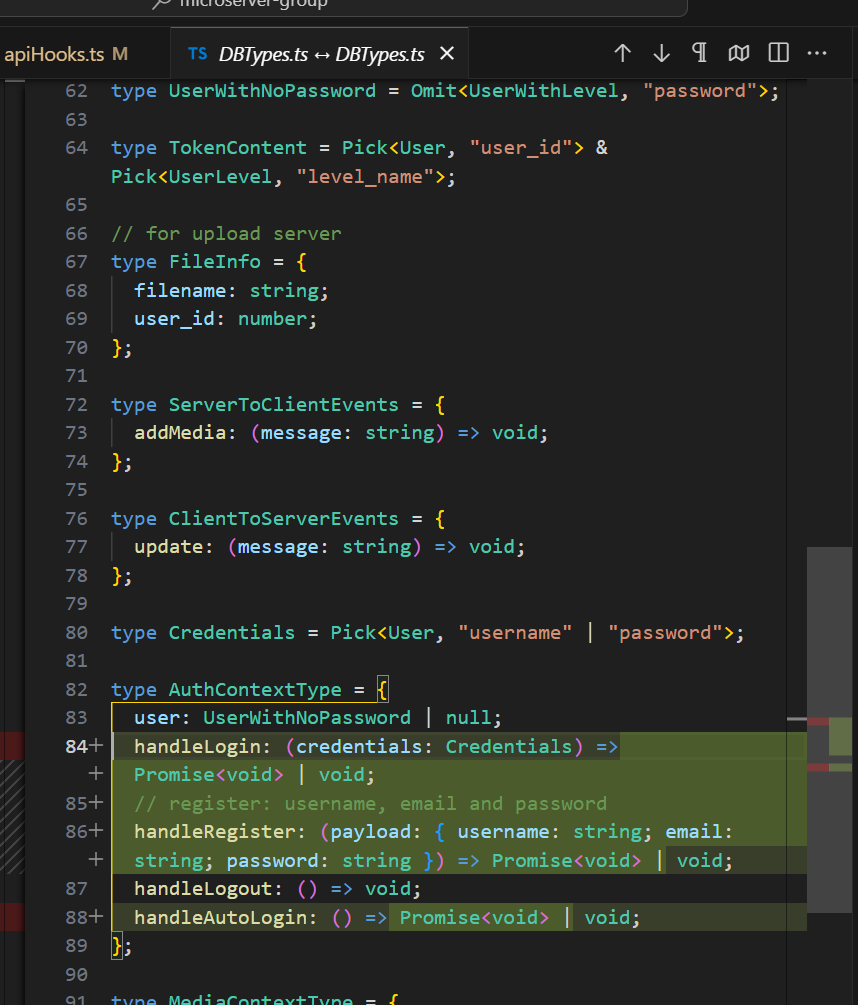 microserver-group
apiHooks.ts M
TS DBTypes.ts ↔ DBTypes.ts ×
62 type UserWithNoPassword = Omit<UserWithLevel, "password">;
63
64 type TokenContent = Pick<User, "user_id"> &
Pick<UserLevel, "level_name">;
65
66 // for upload server
67 type FileInfo = {
68 filename: string;
69 user_id: number;
70 };
71
72 type ServerToClientEvents = {
73 addMedia: (message: string) => void;
74 };
75
76 type ClientToServerEvents = {
77 update: (message: string) => void;
78 };
79
80 type Credentials = Pick<User, "username" | "password">;
81
82 type AuthContextType = {
83 user: UserWithNoPassword | null;
84+ handleLogin: (credentials: Credentials) =>
+ Promise<void> | void;
85+ // register: username, email and password
86+ handleRegister: (payload: { username: string; email:
+ string; password: string }) => Promise<void> | void;
87 handleLogout: () => void;
88+ handleAutoLogin: () => Promise<void> | void;
89 };
90
91 type MediaContextType = {